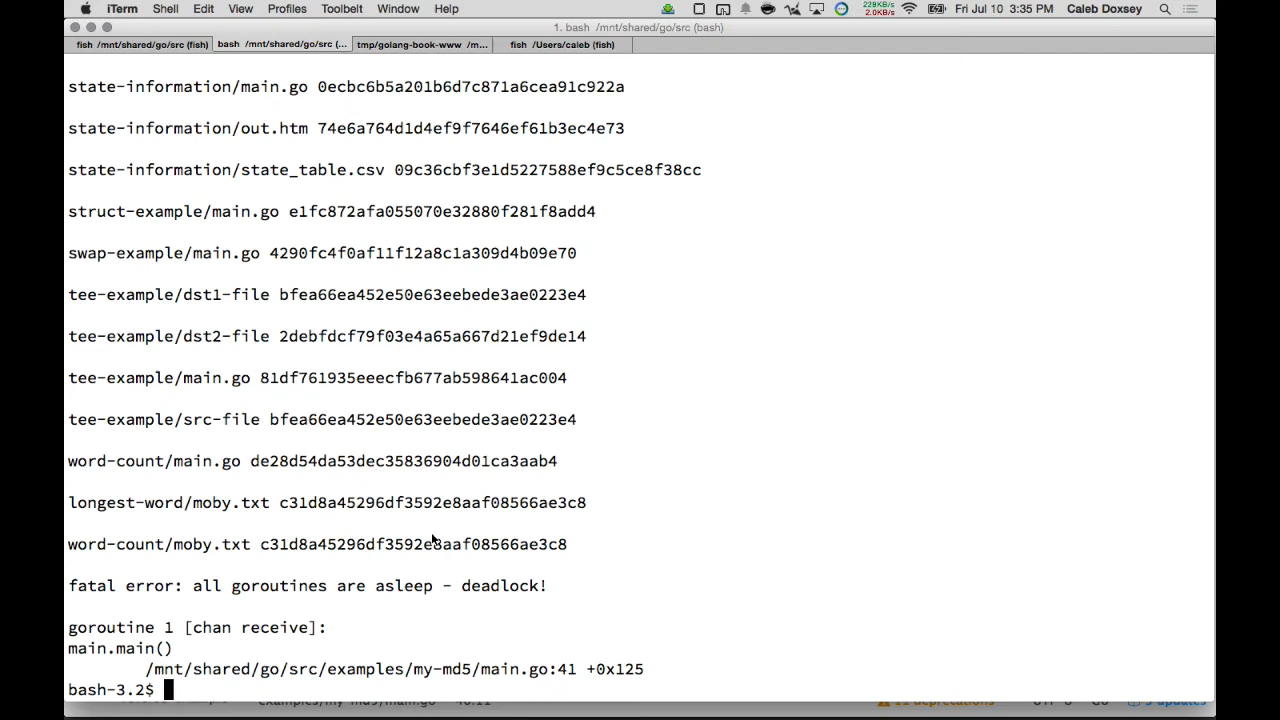 iTerm Shell Edit View Profiles Toolbelt Window Help 228KB/s 2.0KB/s Fri Jul 10 3:35 PM Caleb Doxsey
1. bash /mnt/shared/go/src (bash)
fish /mnt/shared/go/src (fish) bash /mnt/shared/go/src (... tmp/golang-book-www /m... fish /Users/caleb (fish)
state-information/main.go 0ecbc6b5a201b6d7c871a6cea91c922a
state-information/out.htm 74e6a764d1d4ef9f7646ef61b3ec4e73
state-information/state_table.csv 09c36cbf3e1d5227588ef9c5ce8f38cc
struct-example/main.go e1fc872afa055070e32880f281f8add4
swap-example/main.go 4290fc4f0af11f12a8c1a309d4b09e70
tee-example/dst1-file bfea66ea452e50e63eebede3ae0223e4
tee-example/dst2-file 2debfdcf79f03e4a65a667d21ef9de14
tee-example/main.go 81df761935eeecfb677ab598641ac004
tee-example/src-file bfea66ea452e50e63eebede3ae0223e4
word-count/main.go de28d54da53dec35836904d01ca3aab4
longest-word/moby.txt c31d8a45296df3592e8aaf08566ae3c8
word-count/moby.txt c31d8a45296df3592e8aaf08566ae3c8
fatal error: all goroutines are asleep - deadlock!
goroutine 1 [chan receive]:
main.main()
/mnt/shared/go/src/examples/my-md5/main.go:41 +0x125
bash-3.2$